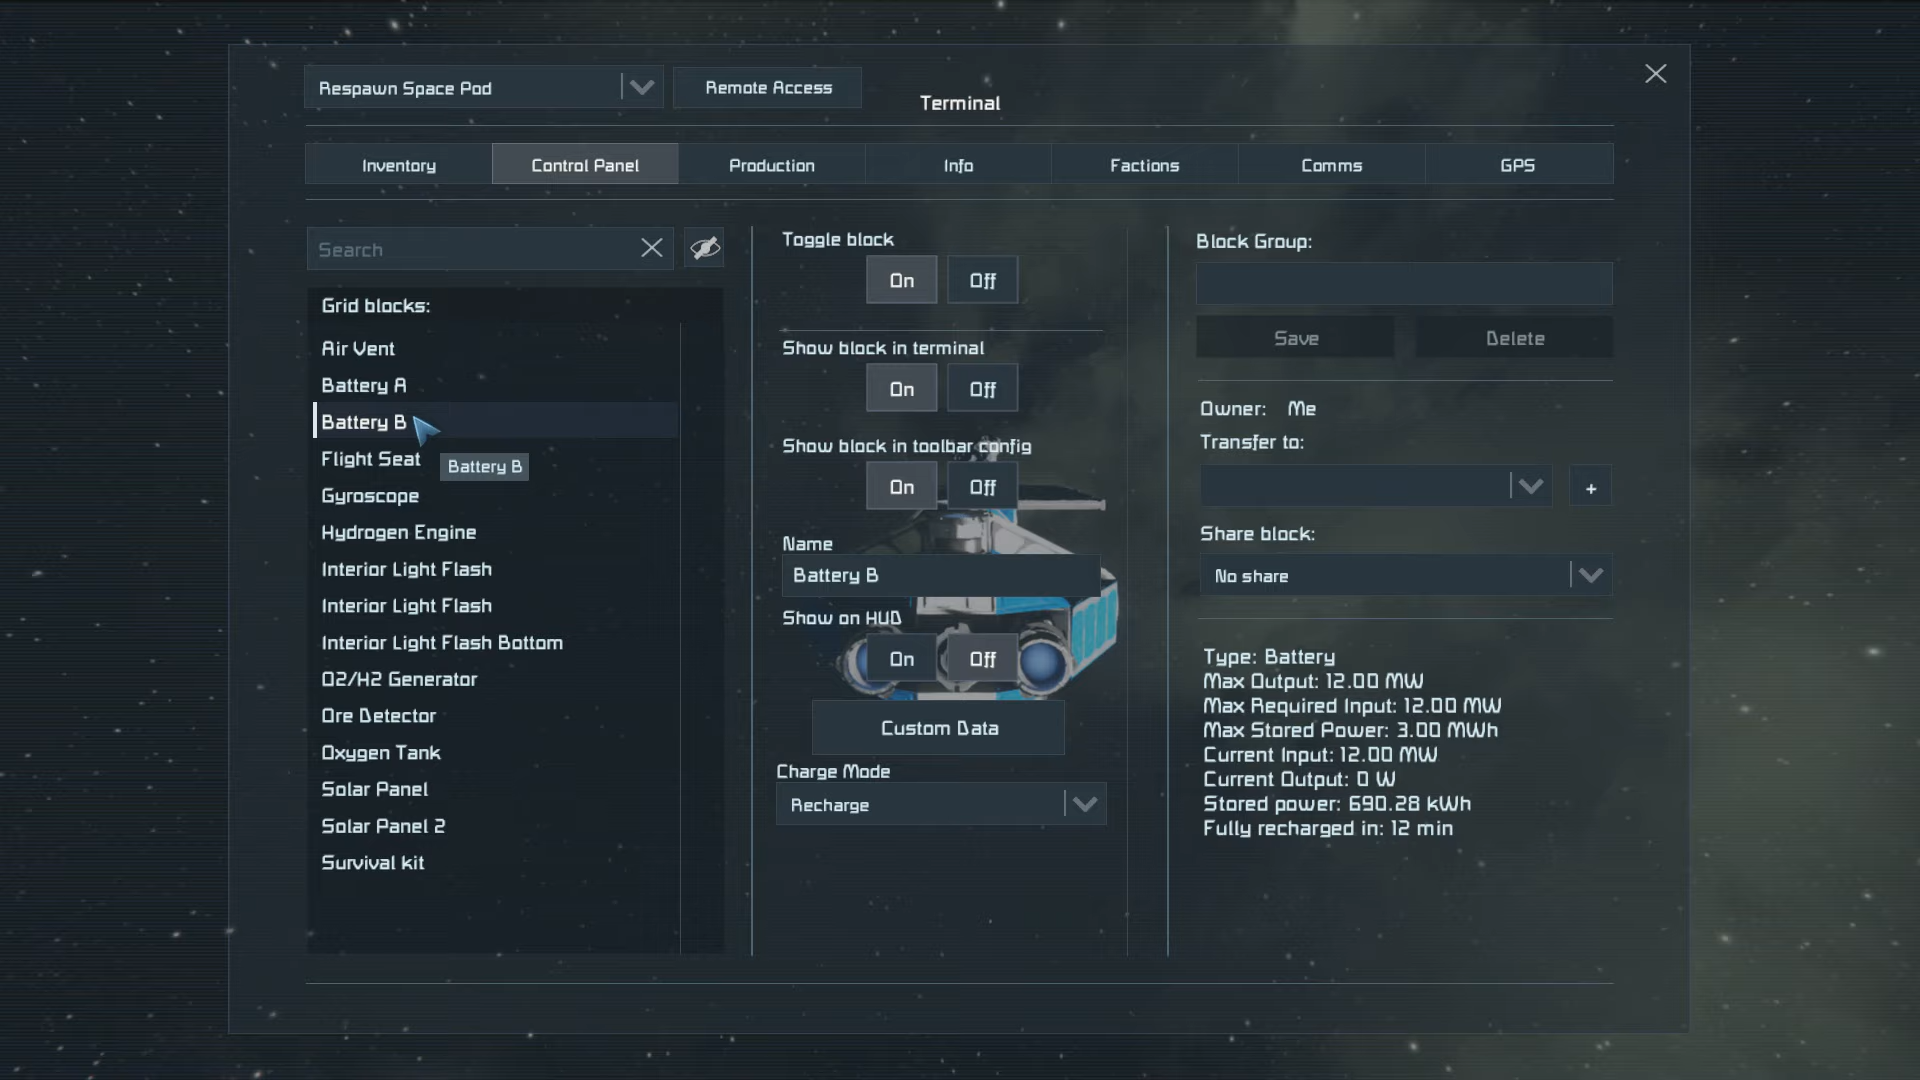 Respawn Space Pod
Remote Access
Terminal
Inventory
Control Panel
Production
Info
Factions
Comms
GPS
Search
Grid blocks:
Air Vent
Battery A
Battery B
Flight Seat
Battery B
Gyroscope
Hydrogen Engine
Interior Light Flash
Interior Light Flash
Interior Light Flash Bottom
O2/H2 Generator
Ore Detector
Oxygen Tank
Solar Panel
Solar Panel 2
Survival kit
Toggle block
On Off
Show block in terminal
On Off
Show block in toolbar config
On Off
Name
Battery B
Show on HUD
On Off
Custom Data
Charge Mode
Recharge
Block Group:
Save Delete
Owner: Me
Transfer to:
+
Share block:
No share
Type: Battery
Max Output: 12.00 MW
Max Required Input: 12.00 MW
Max Stored Power: 3.00 MWh
Current Input: 12.00 MW
Current Output: 0 W
Stored power: 690.28 kWh
Fully recharged in: 12 min